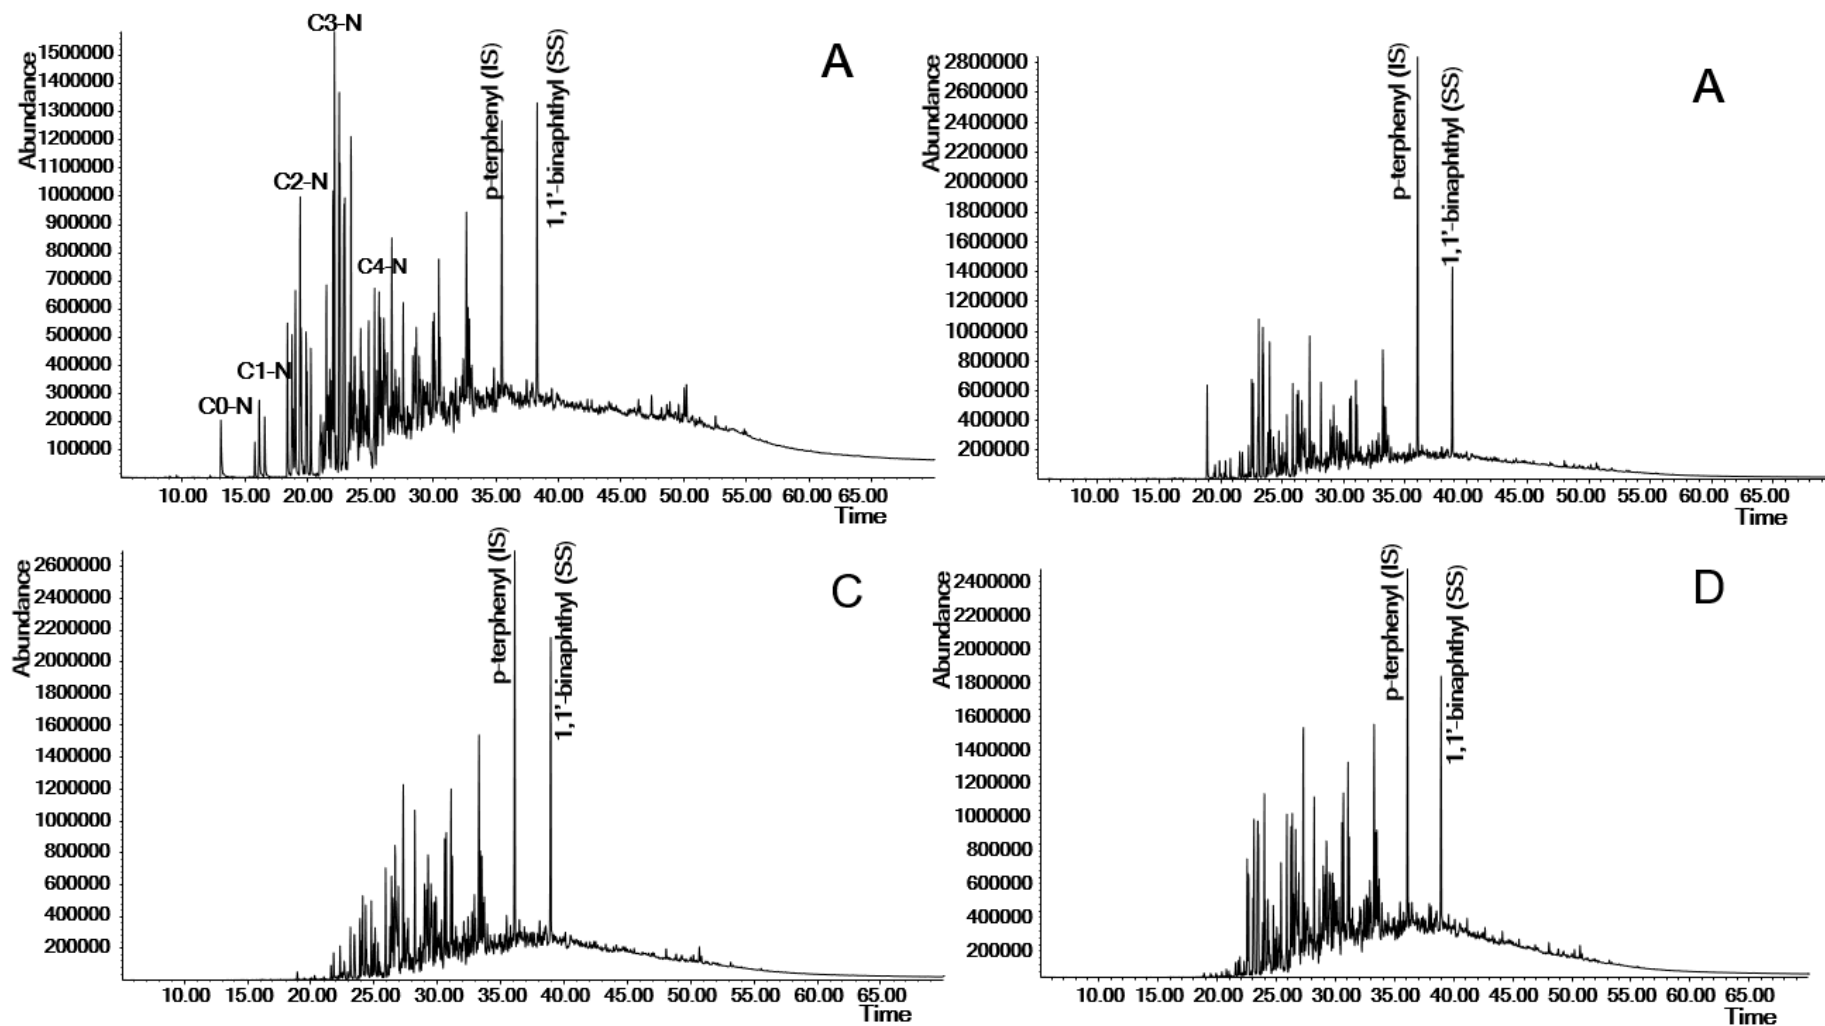 C3-N
A
Abundance
1500000
1400000
1300000
1200000
1100000
1000000
900000
800000
700000
600000
500000
400000
300000
200000
100000
C2-N
C1-N
C0-N
C4-N
p-terphenyl (IS)
1,1'-binaphthyl (SS)
10.00 15.00 20.00 25.00 30.00 35.00 40.00 45.00 50.00 55.00 60.00 65.00
Time
A
Abundance
2800000
2600000
2400000
2200000
2000000
1800000
1600000
1400000
1200000
1000000
800000
600000
400000
200000
p-terphenyl (IS)
1,1'-binaphthyl (SS)
10.00 15.00 20.00 25.00 30.00 35.00 40.00 45.00 50.00 55.00 60.00 65.00
Time
C
Abundance
2600000
2400000
2200000
2000000
1800000
1600000
1400000
1200000
1000000
800000
600000
400000
200000
p-terphenyl (IS)
1,1'-binaphthyl (SS)
10.00 15.00 20.00 25.00 30.00 35.00 40.00 45.00 50.00 55.00 60.00 65.00
Time
D
Abundance
2400000
2200000
2000000
1800000
1600000
1400000
1200000
1000000
800000
600000
400000
200000
p-terphenyl (IS)
1,1'-binaphthyl (SS)
10.00 15.00 20.00 25.00 30.00 35.00 40.00 45.00 50.00 55.00 60.00 65.00
Time